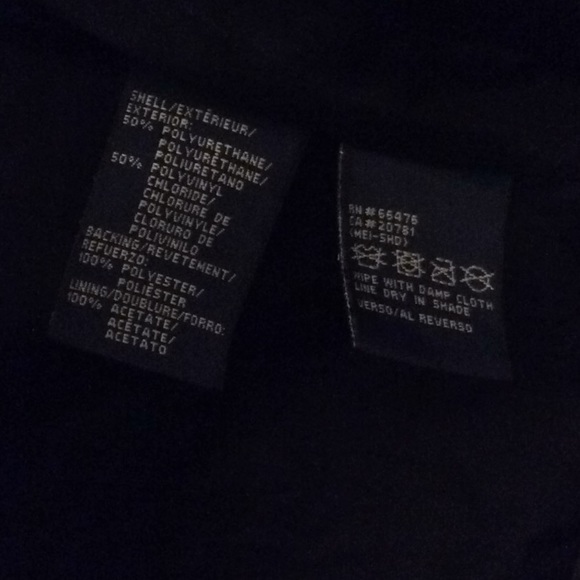 SHELL/EXTÉRIEUR/
EXTERIOR:
50% POLYURETHANE/
POLYURÉTHANE/
POLIURETANO
50% POLYVINYL
CHLORIDE/
CHLORURE DE
POLYVINYLE/
CLORURO DE
POLIVINILO
BACKING/REVETEMENT/
REFUERZO:
100% POLYESTER/
POLIÉSTER
LINING/DOUBLURE/FORRO:
100% ACETATE/
ACÉTATE/
ACETATO
RN#66476
CA#20781
(MEI-SHD)
WIPE WITH DAMP CLOTH
LINE DRY IN SHADE
VERSO/AL REVERSO